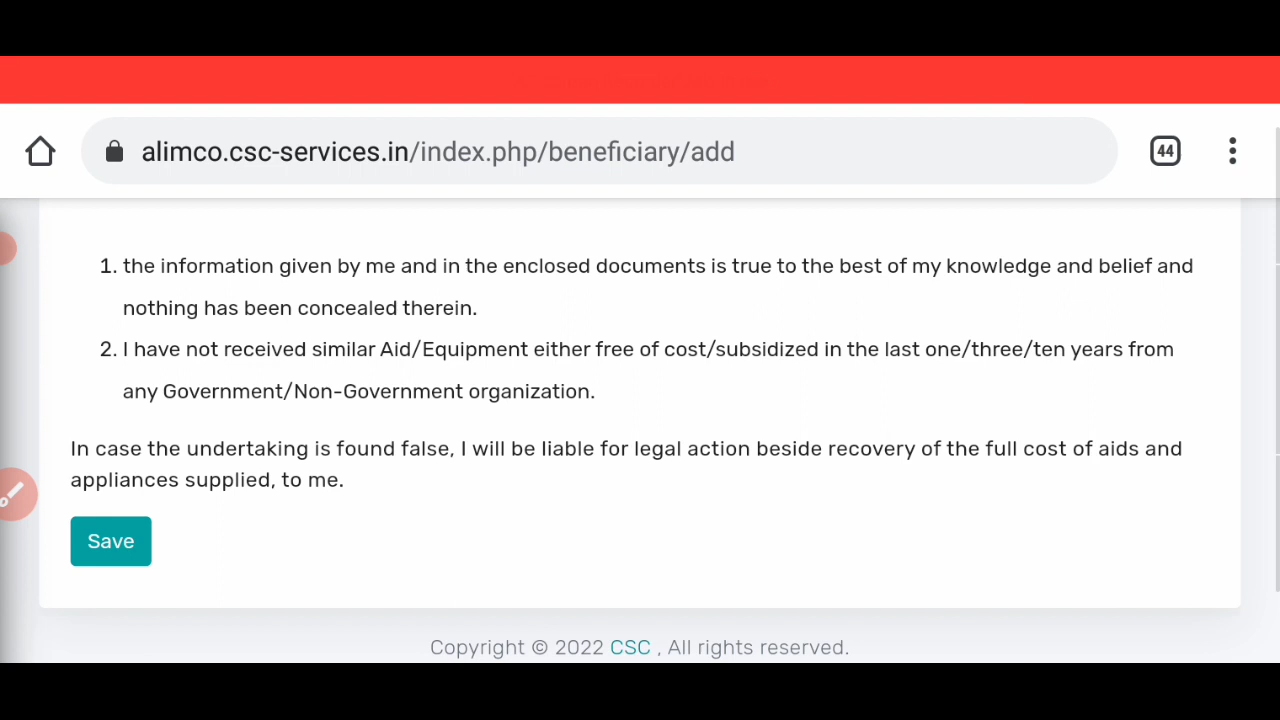 alimco.csc-services.in/index.php/beneficiary/add
44
1. the information given by me and in the enclosed documents is true to the best of my knowledge and belief and
nothing has been concealed therein.
2. I have not received similar Aid/Equipment either free of cost/subsidized in the last one/three/ten years from
any Government/Non-Government organization.
In case the undertaking is found false, I will be liable for legal action beside recovery of the full cost of aids and
appliances supplied, to me.
Save
Copyright © 2022 CSC , All rights reserved.